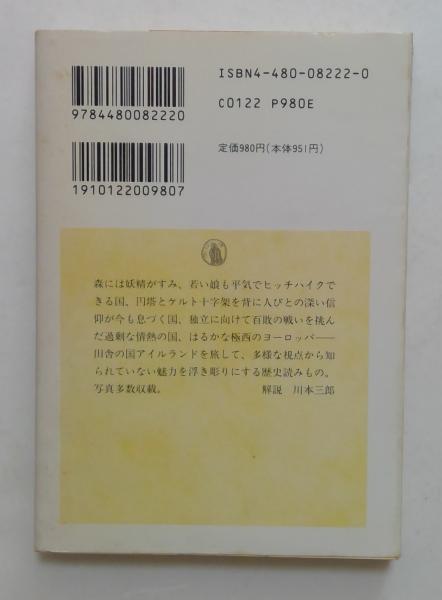 ISBN4-480-08222-0
C0122 P980E
9784480082220
定価980円(本体951円)
1910122009807
森には妖精がすみ、若い娘も平気でヒッチハイクで
きる国、円塔とケルト十字架を背に人びとの深い信
仰が今も息づく国、独立に向けて百敗の戦いを挑ん
だ過剰な情熱の国、はるかな極西のヨーロッパ――
田舎の国アイルランドを旅して、多様な視点から知
られていない魅力を浮き彫りにする歴史読みもの。
写真多数収載。 解説 川本三郎